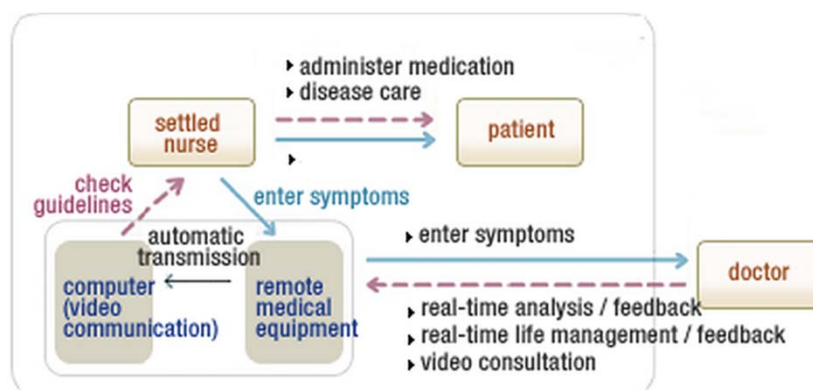 administer medication
disease care
settled
nurse
patient
check
guidelines
enter symptoms
automatic
transmission
enter symptoms
computer
(video
communication)
remote
medical
equipment
doctor
real-time analysis / feedback
real-time life management / feedback
video consultation